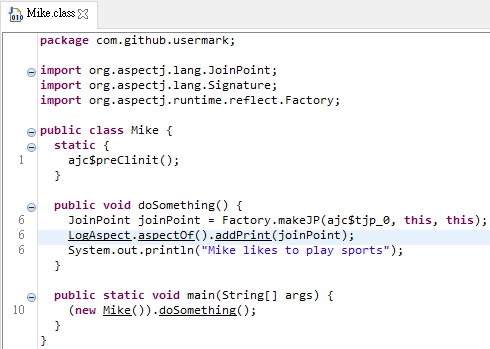 Mike.class
package com.github.usermark;
import org.aspectj.lang.JoinPoint;
import org.aspectj.lang.Signature;
import org.aspectj.runtime.reflect.Factory;
public class Mike {
static {
1 ajc$preClinit();
}
public void doSomething() {
6 JoinPoint joinPoint = Factory.makeJP(ajc$tjp_0, this, this);
6 LogAspect.aspectOf().addPrint(joinPoint);
6 System.out.println("Mike likes to play sports");
}
public static void main(String[] args) {
10 (new Mike()).doSomething();
}
}